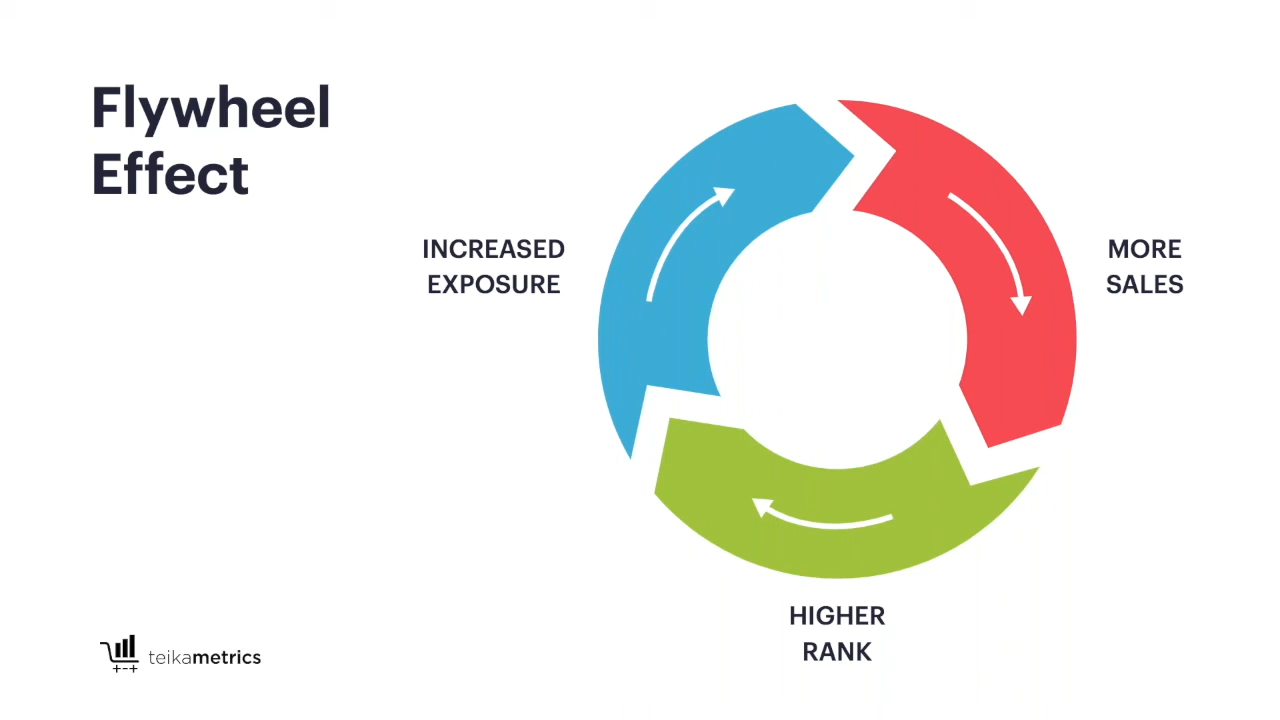 Flywheel
Effect
INCREASED
EXPOSURE
MORE
SALES
HIGHER
RANK
teikametrics